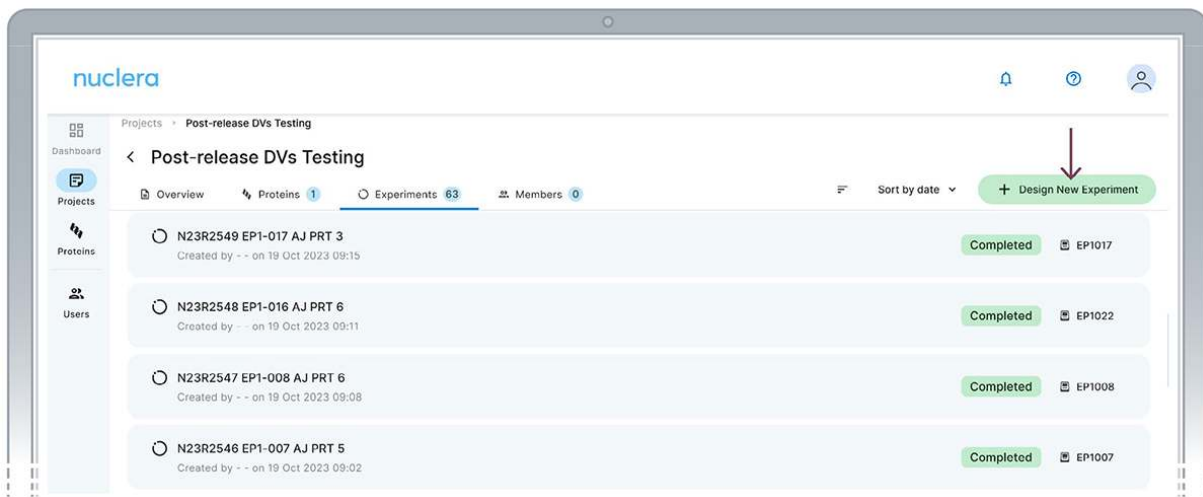 nuclera
Dashboard
Projects
Proteins
Users
Projects > Post-release DVs Testing
< Post-release DVs Testing
Overview Proteins 1 Experiments 63 Members 0 Sort by date + Design New Experiment
N23R2549 EP1-017 AJ PRT 3
Created by - - on 19 Oct 2023 09:15
Completed EP1017
N23R2548 EP1-016 AJ PRT 6
Created by - - on 19 Oct 2023 09:11
Completed EP1022
N23R2547 EP1-008 AJ PRT 6
Created by - - on 19 Oct 2023 09:08
Completed EP1008
N23R2546 EP1-007 AJ PRT 5
Created by - - on 19 Oct 2023 09:02
Completed EP1007